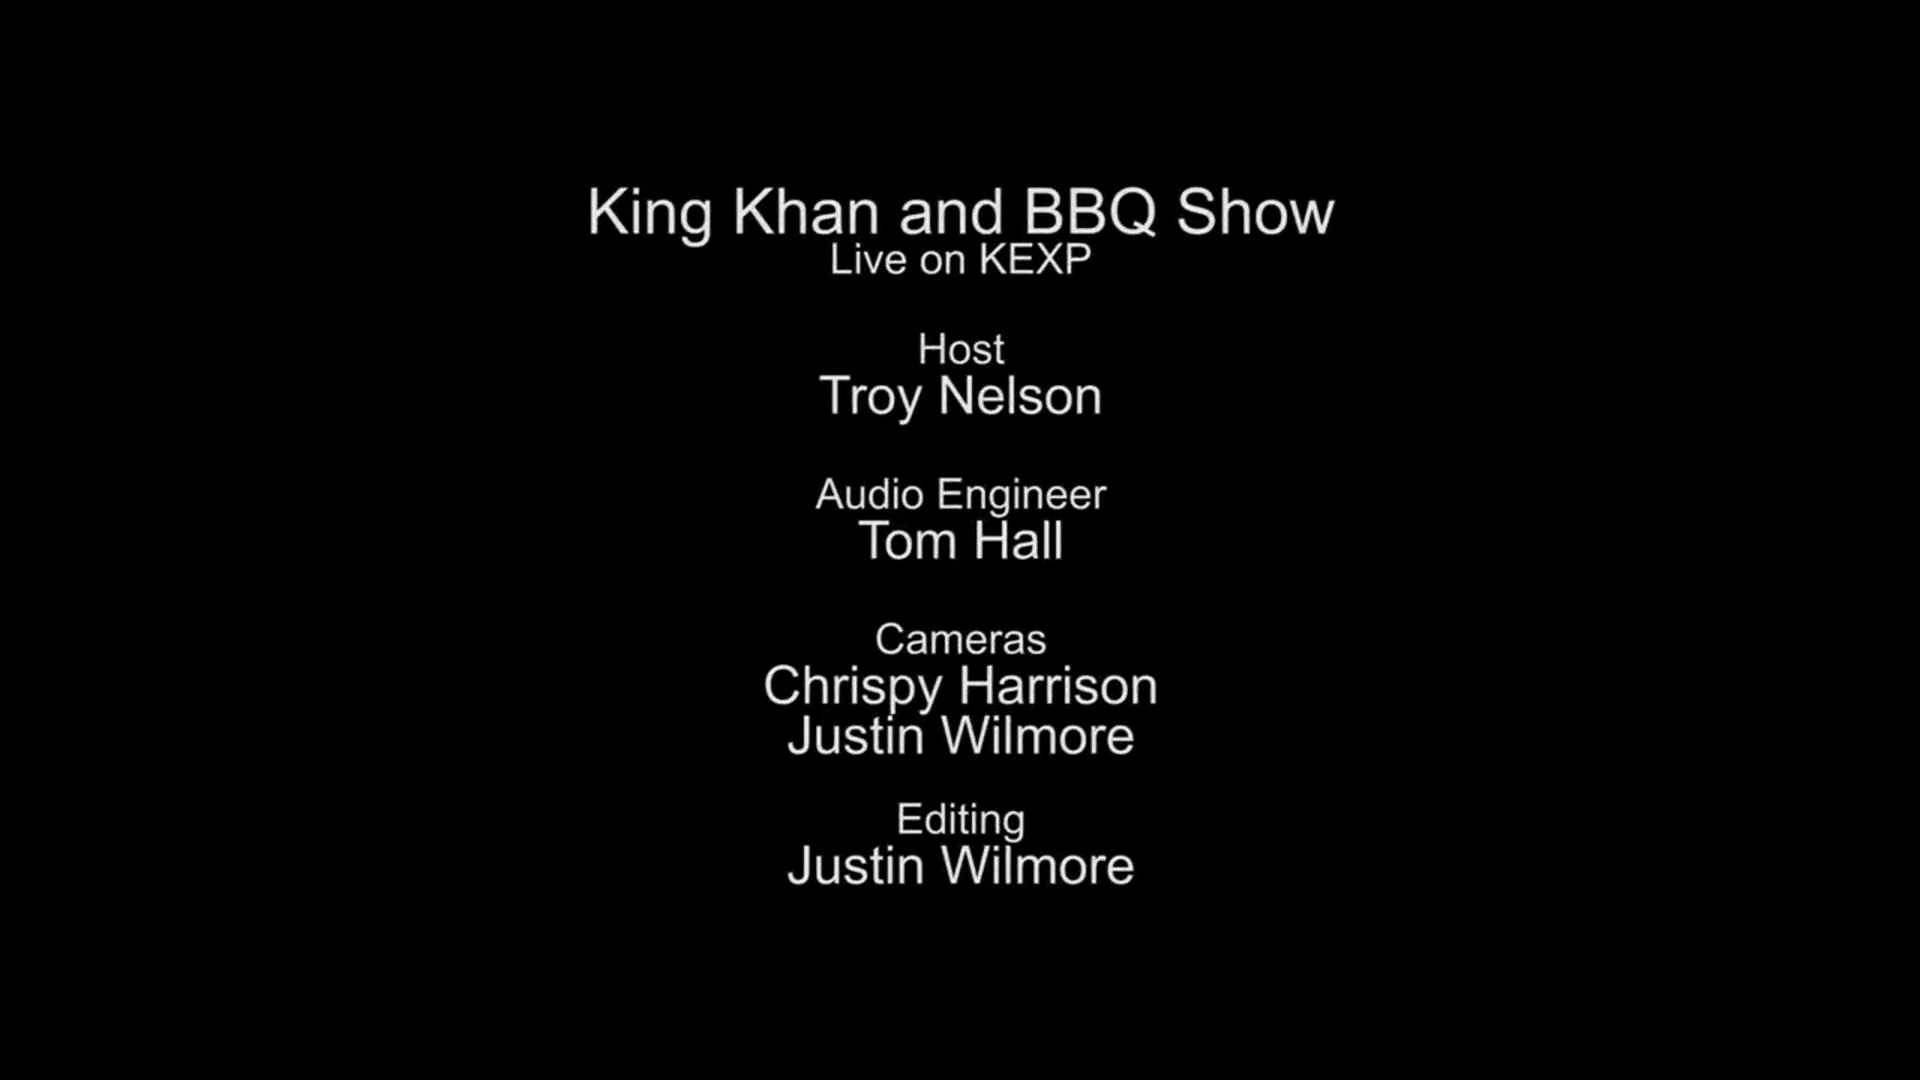 King Khan and BBQ Show
Live on KEXP
Host
Troy Nelson
Audio Engineer
Tom Hall
Cameras
Chrispy Harrison
Justin Wilmore
Editing
Justin Wilmore